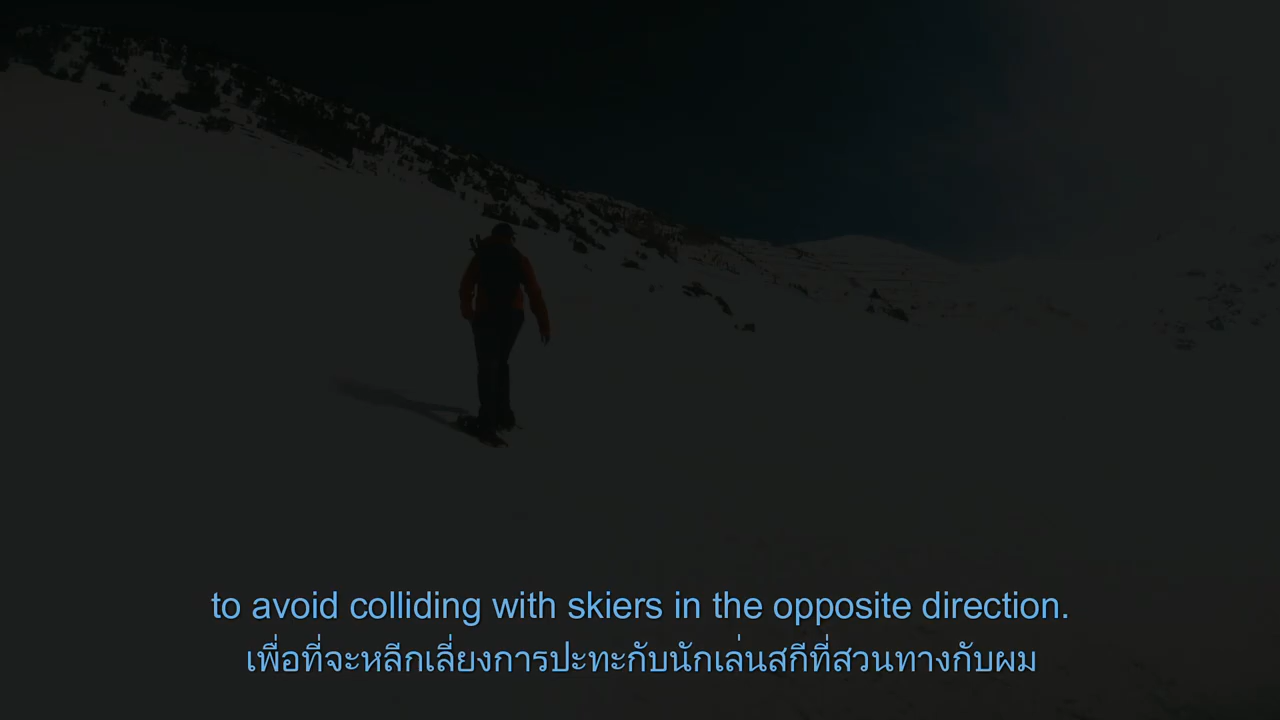 to avoid colliding with skiers in the opposite direction.
เพื่อที่จะหลีกเลี่ยงการปะทะกับนักเล่นสกีที่สวนทางกับผม